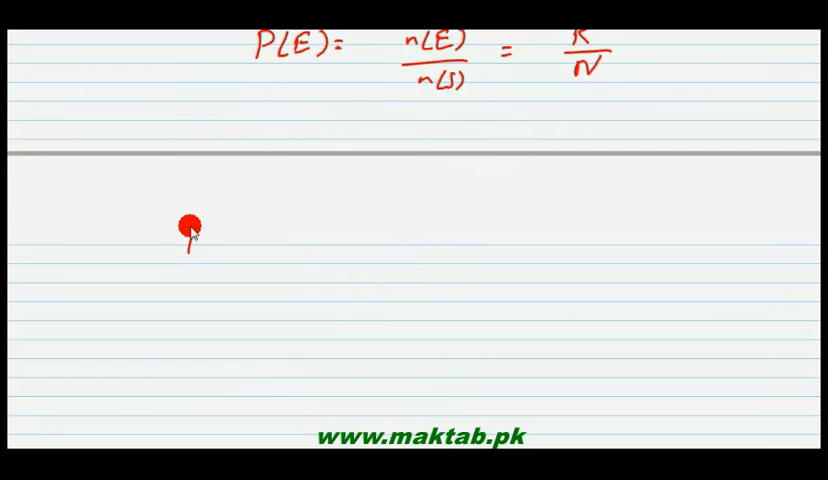 P(E) = n(E) / n(S) = R / N
www.maktab.pk